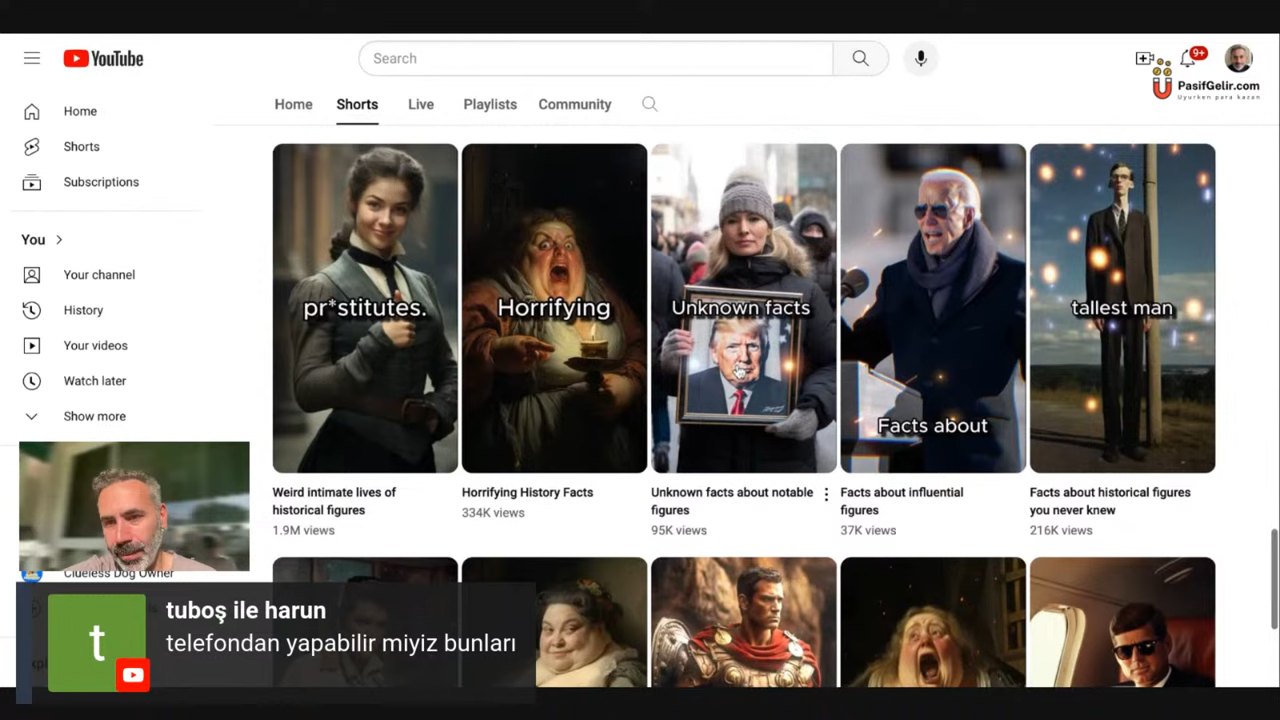 YouTube
Search
9+
PasifGelir.com
Uyurken para kazan
Home
Shorts
Live
Playlists
Community
Home
Shorts
Subscriptions
You
Your channel
History
Your videos
Watch later
Show more
Clueless Dog Owner
pr*stitutes.
Horrifying
Unknown facts
Facts about
tallest man
Weird intimate lives of
historical figures
1.9M views
Horrifying History Facts
334K views
Unknown facts about notable
figures
95K views
Facts about influential
figures
37K views
Facts about historical figures
you never knew
216K views
t
tuboş ile harun
telefondan yapabilir miyiz bunları